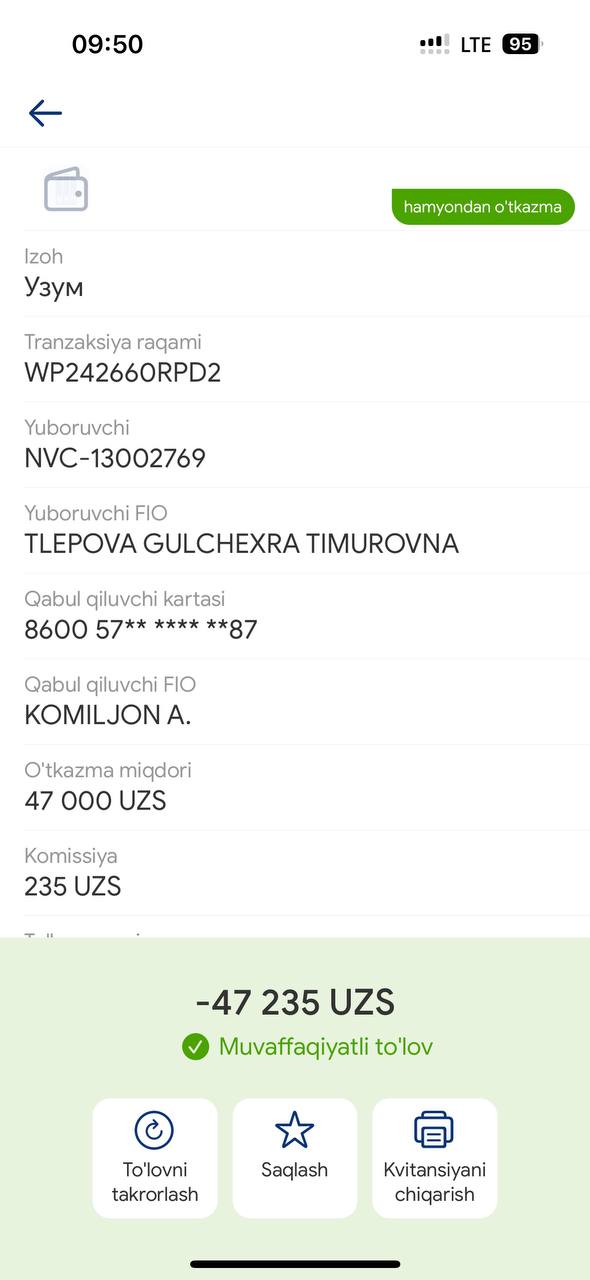 09:50
LTE 95
hamyondan o'tkazma
Izoh
Узум
Tranzaksiya raqami
WP242660RPD2
Yuboruvchi
NVC-13002769
Yuboruvchi FIO
TLEPOVA GULCHEXRA TIMUROVNA
Qabul qiluvchi kartasi
8600 57** **** **87
Qabul qiluvchi FIO
KOMILJON A.
O'tkazma miqdori
47 000 UZS
Komissiya
235 UZS
-47 235 UZS
Muvaffaqiyatli to'lov
To'lovni
takrorlash
Saqlash
Kvitansiyani
chiqarish